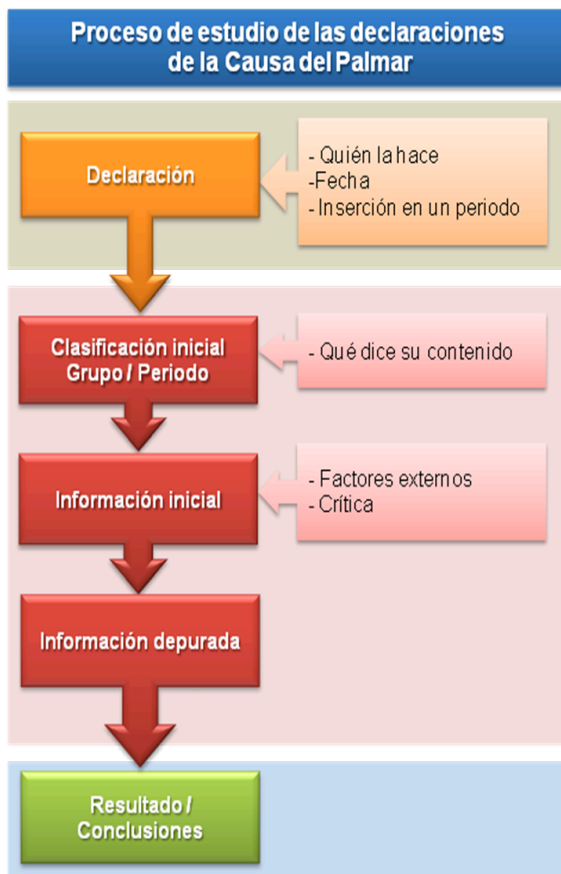 Proceso de estudio de las declaraciones
de la Causa del Palmar
Declaración
- Quién la hace
-Fecha
- Inserción en un periodo
Clasificación inicial
Grupo / Periodo
- Qué dice su contenido
Información inicial
- Factores externos
- Crítica
Información depurada
Resultado /
Conclusiones